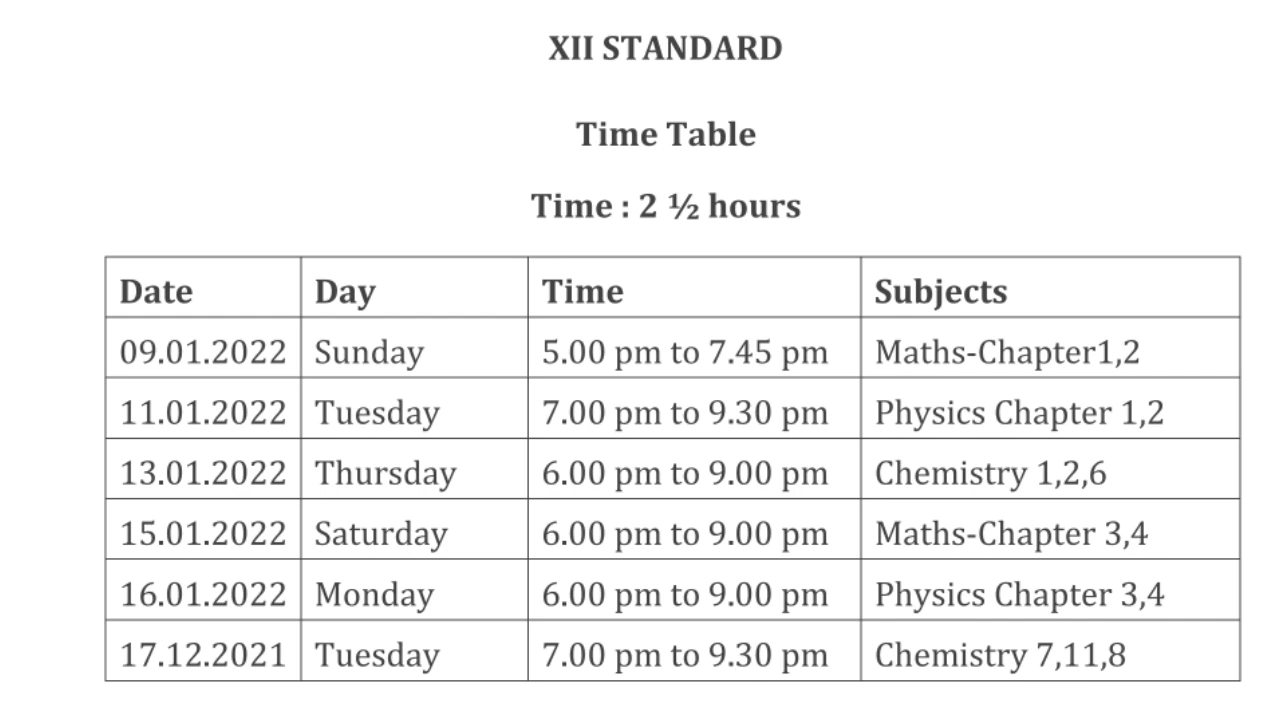 XII STANDARD
Time Table
Time : 2 ½ hours
Date Day Time Subjects
09.01.2022 Sunday 5.00 pm to 7.45 pm Maths-Chapter1,2
11.01.2022 Tuesday 7.00 pm to 9.30 pm Physics Chapter 1,2
13.01.2022 Thursday 6.00 pm to 9.00 pm Chemistry 1,2,6
15.01.2022 Saturday 6.00 pm to 9.00 pm Maths-Chapter 3,4
16.01.2022 Monday 6.00 pm to 9.00 pm Physics Chapter 3,4
17.12.2021 Tuesday 7.00 pm to 9.30 pm Chemistry 7,11,8